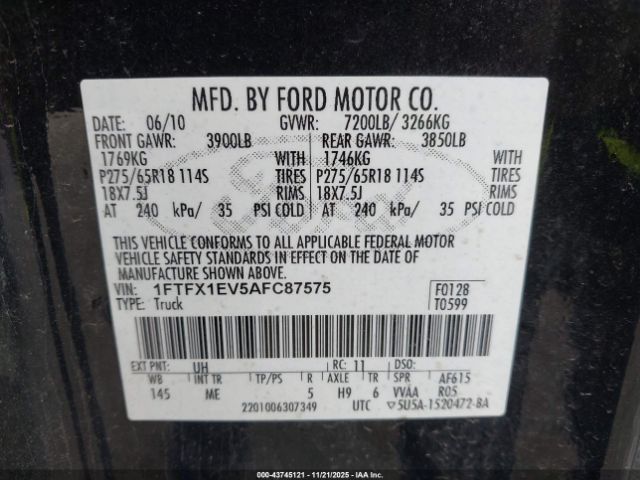 MFD. BY FORD MOTOR CO.
DATE: 06/10 GVWR: 7200LB/ 3266KG
FRONT GAWR: 3900LB REAR GAWR: 3850LB
1769KG WITH 1746KG WITH
P275/65R18 114S TIRES P275/65R18 114S TIRES
18X7.5J RIMS 18X7.5J RIMS
AT 240 kPa/ 35 PSI COLD AT 240 kPa/ 35 PSI COLD
THIS VEHICLE CONFORMS TO ALL APPLICABLE FEDERAL MOTOR
VEHICLE SAFETY STANDARDS IN EFFECT ON THE DATE OF
MANUFACTURE SHOWN ABOVE.
VIN: 1FTFX1EV5AFC87575 F0128
TYPE: Truck T0599
EXT PNT: UH RC: 11 DSO:
WB INT TR TP/PS R AXLE TR SPR AF615
145 ME 5 H9 6 VVAA R05
2201006307349 UTC ▽5U5A-1520472-BA
000-43745121 - 11/21/2025 - IAAI.com